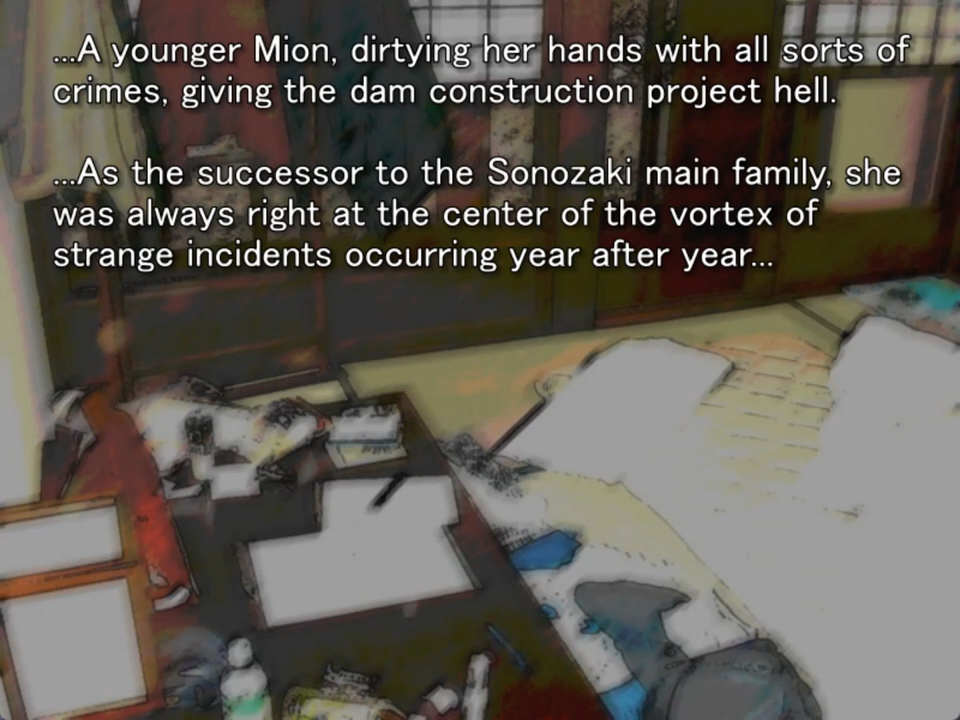 ...A younger Mion, dirtying her hands with all sorts of
crimes, giving the dam construction project hell.
...As the successor to the Sonozaki main family, she
was always right at the center of the vortex of
strange incidents occurring year after year...